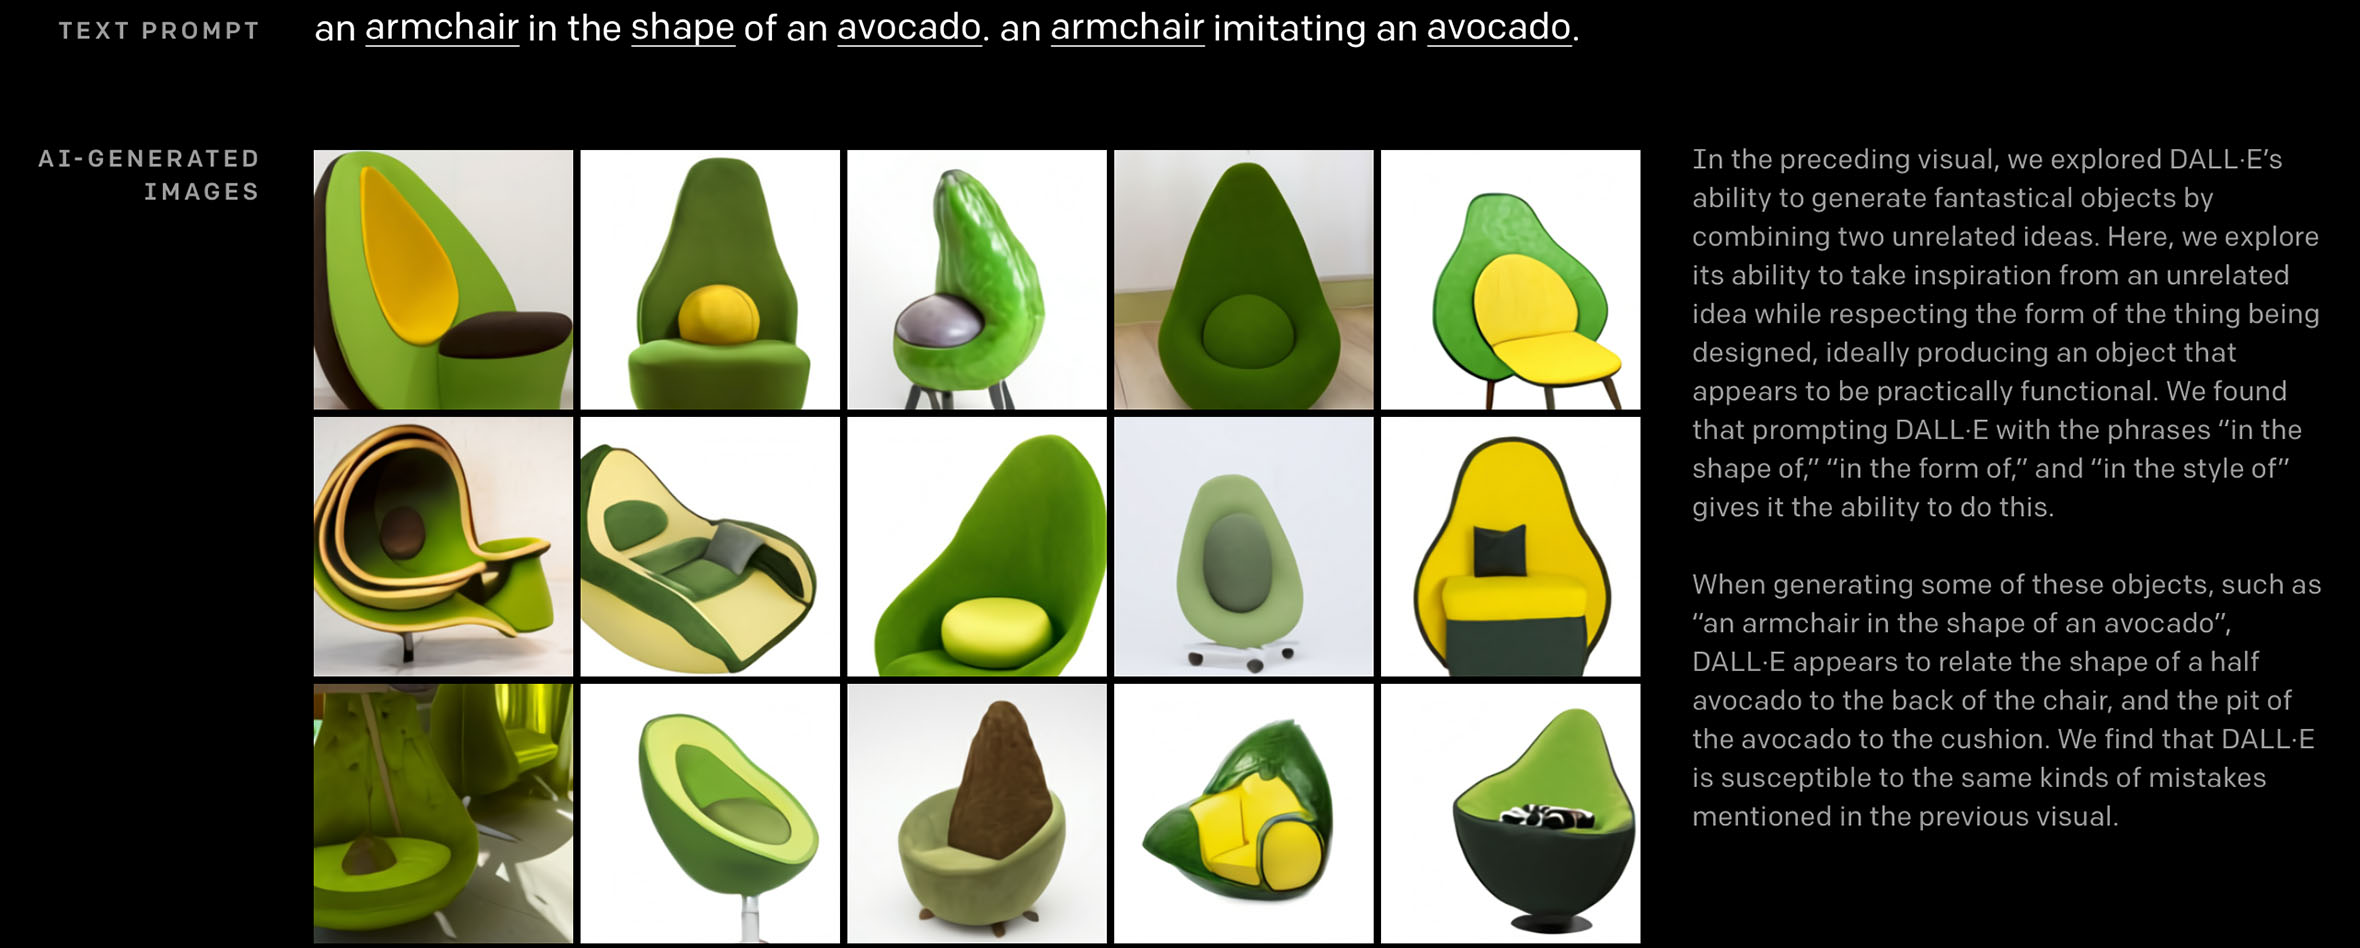 TEXT PROMPT
an armchair in the shape of an avocado. an armchair imitating an avocado.
AI-GENERATED
IMAGES
In the preceding visual, we explored DALL·E’s
ability to generate fantastical objects by
combining two unrelated ideas. Here, we explore
its ability to take inspiration from an unrelated
idea while respecting the form of the thing being
designed, ideally producing an object that
appears to be practically functional. We found
that prompting DALL·E with the phrases “in the
shape of,” “in the form of,” and “in the style of”
gives it the ability to do this.
When generating some of these objects, such as
“an armchair in the shape of an avocado”,
DALL·E appears to relate the shape of a half
avocado to the back of the chair, and the pit of
the avocado to the cushion. We find that DALL·E
is susceptible to the same kinds of mistakes
mentioned in the previous visual.